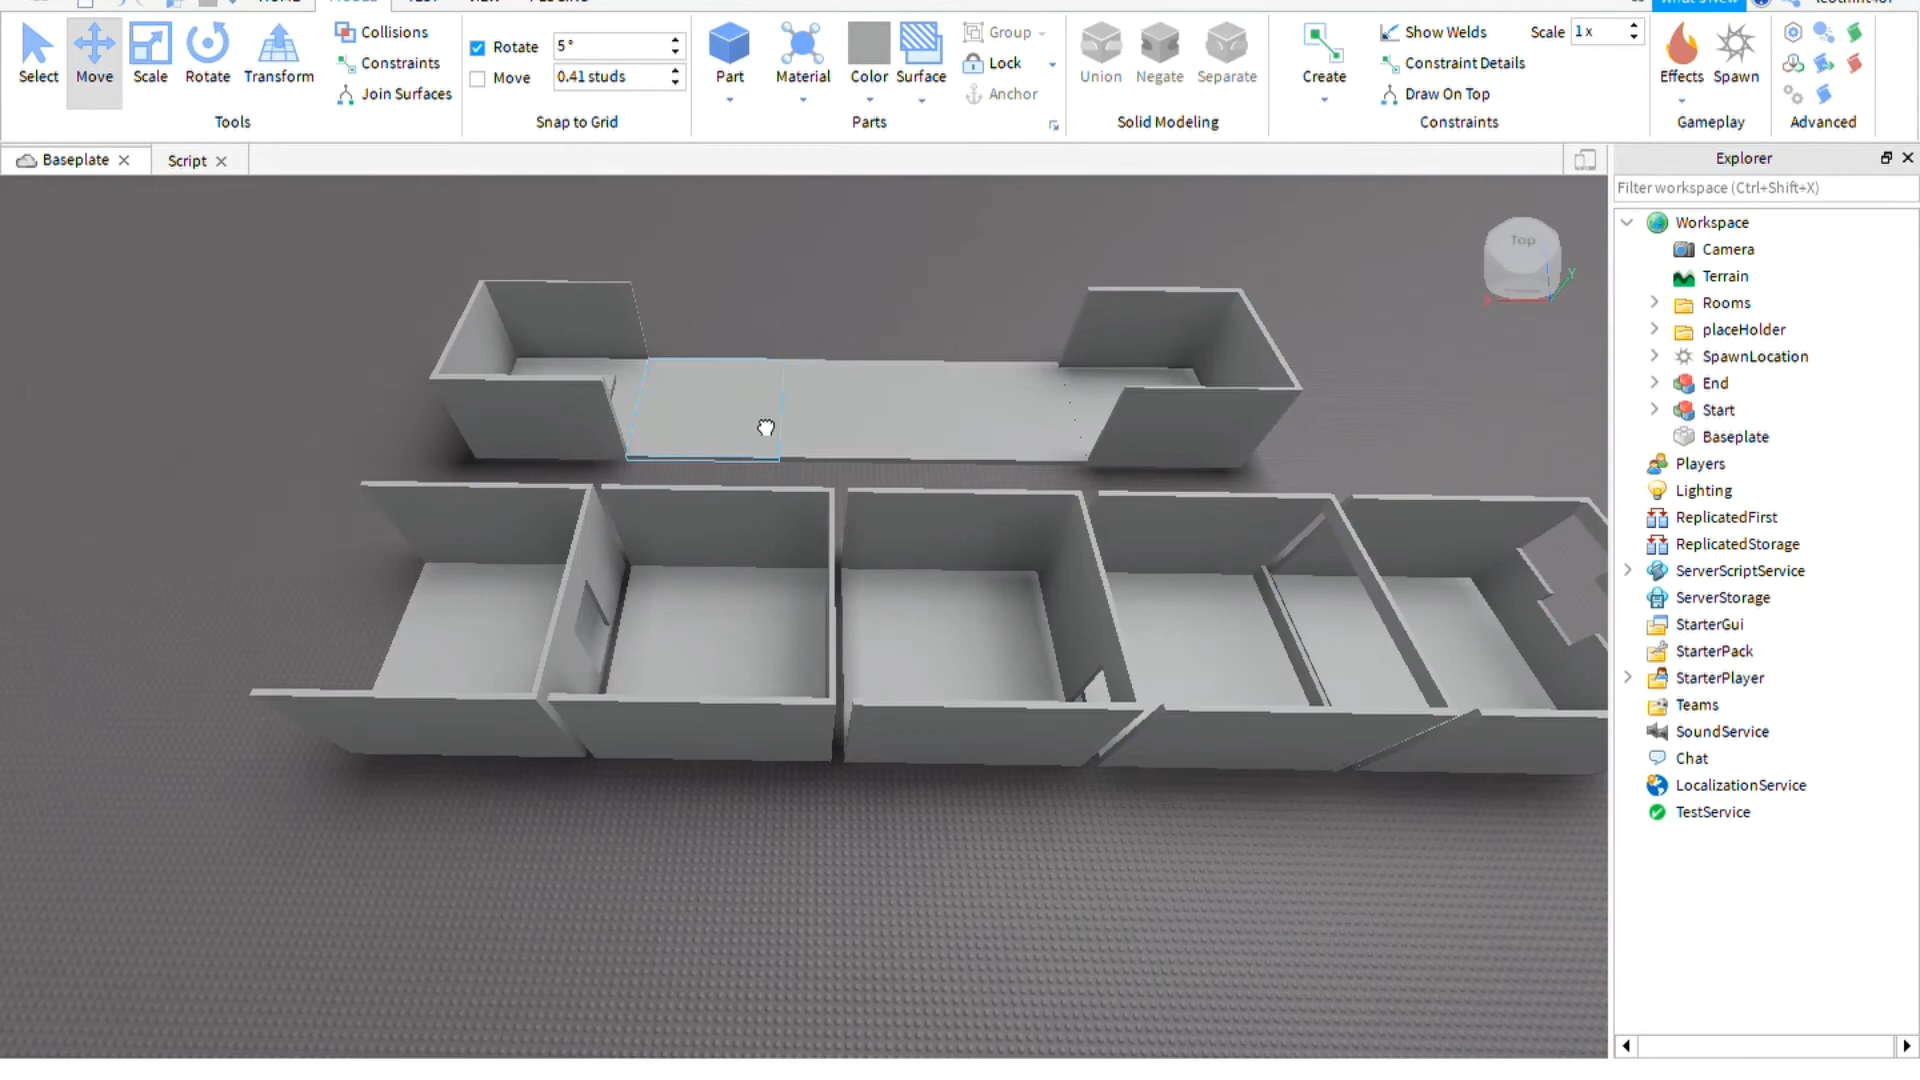 What's New
Select
Move
Scale
Rotate
Transform
Collisions
Constraints
Join Surfaces
Tools
Rotate 5°
Move 0.41 studs
Snap to Grid
Part
Material
Color
Surface
Group
Lock
Anchor
Parts
Union
Negate
Separate
Solid Modeling
Create
Show Welds
Scale 1x
Constraint Details
Draw On Top
Constraints
Effects
Spawn
Gameplay
Advanced
Baseplate
Script
Explorer
Filter workspace (Ctrl+Shift+X)
Top
Y
Workspace
Camera
Terrain
Rooms
placeHolder
SpawnLocation
End
Start
Baseplate
Players
Lighting
ReplicatedFirst
ReplicatedStorage
ServerScriptService
ServerStorage
StarterGui
StarterPack
StarterPlayer
Teams
SoundService
Chat
LocalizationService
TestService